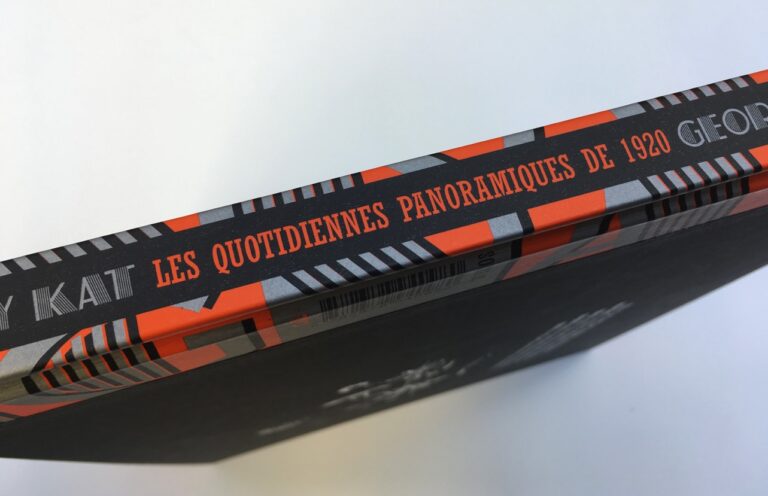 Y KAT LES QUOTIDIENNES PANORAMIQUES DE 1920 GEOR